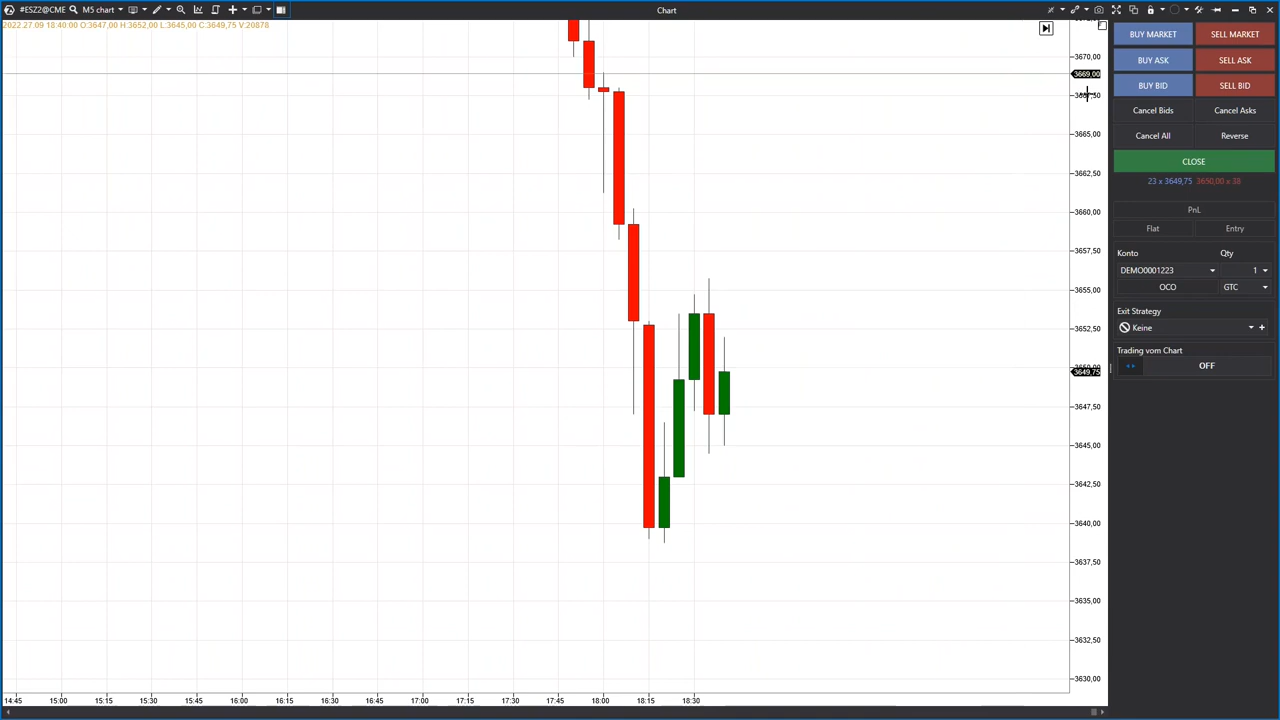 #ESZ2@CME M5 chart Chart
2022.27.09 18:40:00 O:3647,00 H:3652,00 L:3645,00 C:3649,75 V:20878
3670,00
3669,00
3665,00
3662,50
3660,00
3657,50
3655,00
3652,50
3649,75
3647,50
3645,00
3642,50
3640,00
3637,50
3635,00
3632,50
3630,00
14:45 15:00 15:15 15:30 15:45 16:00 16:15 16:30 16:45 17:00 17:15 17:30 17:45 18:00 18:15 18:30
BUY MARKET SELL MARKET
BUY ASK SELL ASK
BUY BID SELL BID
Cancel Bids Cancel Asks
Cancel All Reverse
CLOSE
23 x 3649,75 3650,00 x 38
PnL
Flat Entry
Konto Qty
DEMO0001223 1
OCO GTC
Exit Strategy
Keine
Trading vom Chart
OFF